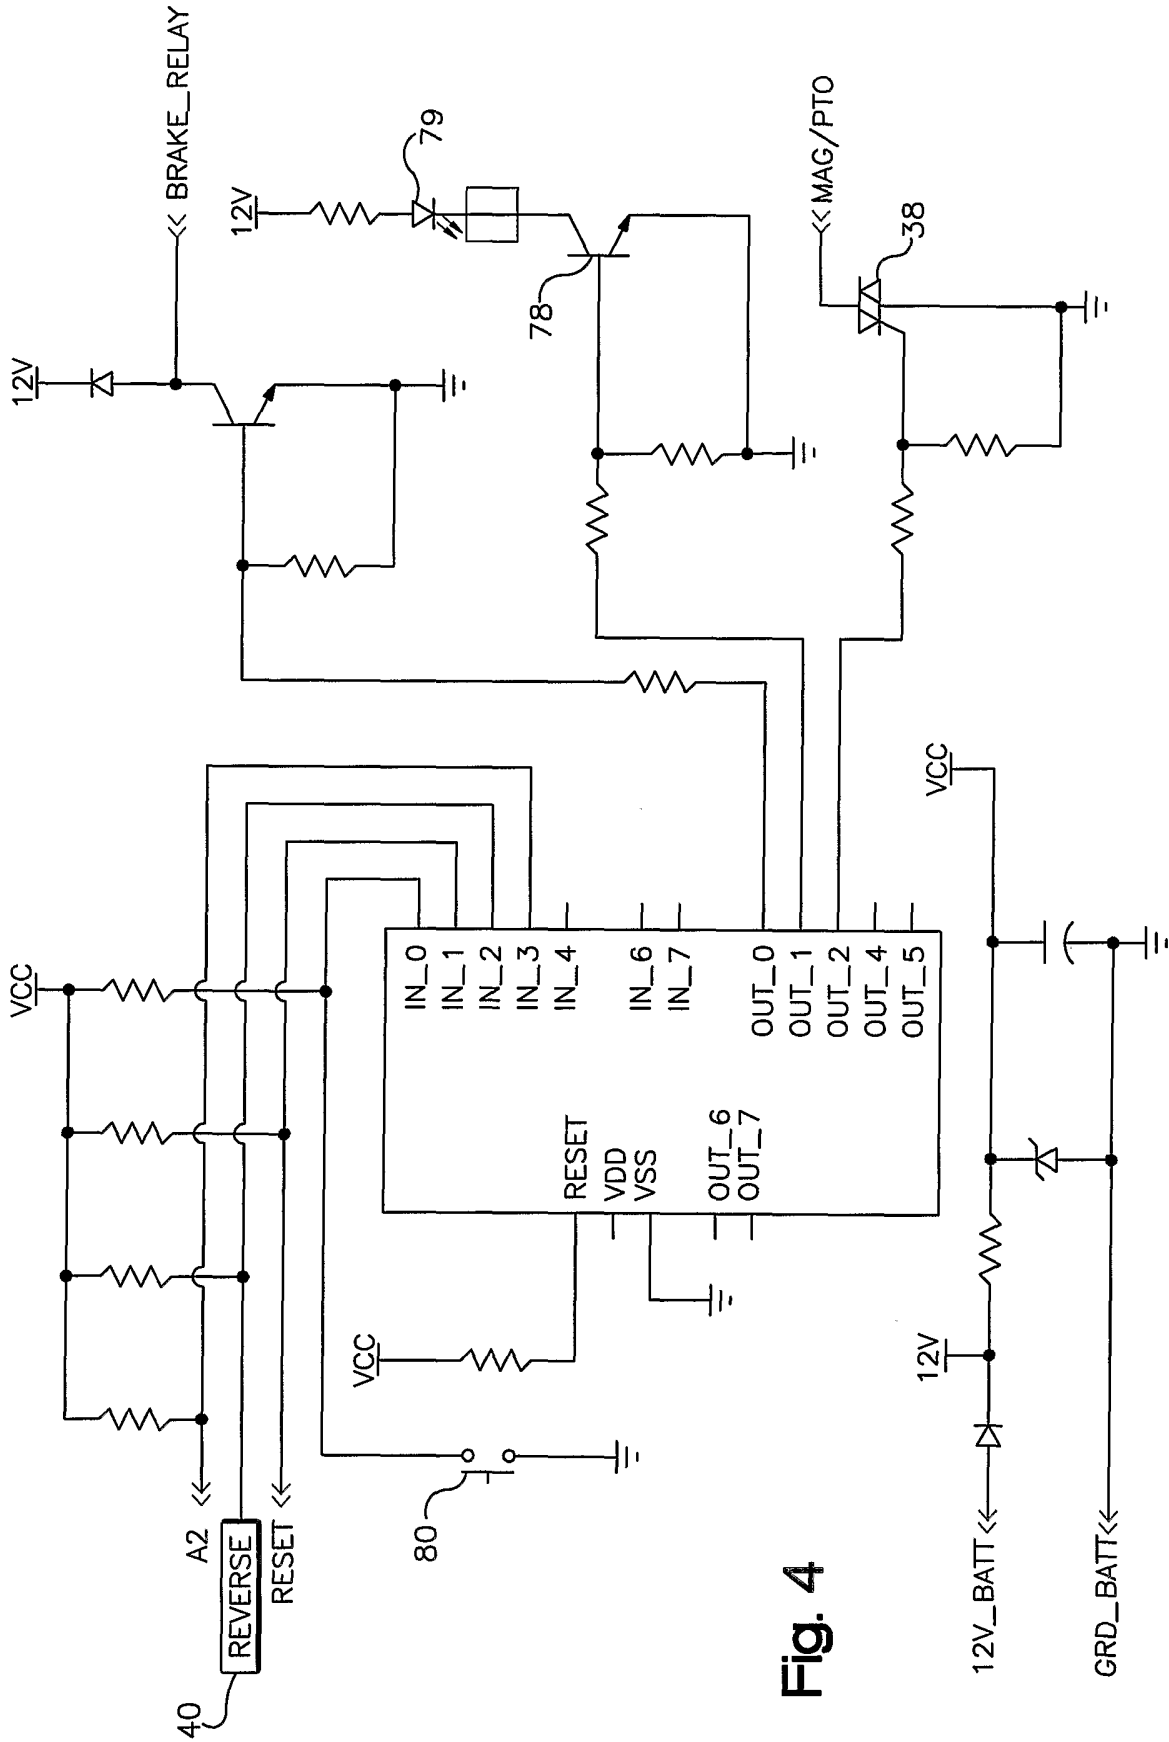 VCC
A2
REVERSE
40
RESET
80
VCC
RESET
VDD
VSS
OUT_6
OUT_7
IN_0
IN_1
IN_2
IN_3
IN_4
IN_6
IN_7
OUT_0
OUT_1
OUT_2
OUT_4
OUT_5
12V
<< BRAKE_RELAY
12V
79
78
<< MAG/PTO
38
12V
VCC
12V_BATT <<
GRD_BATT <<
Fig. 4